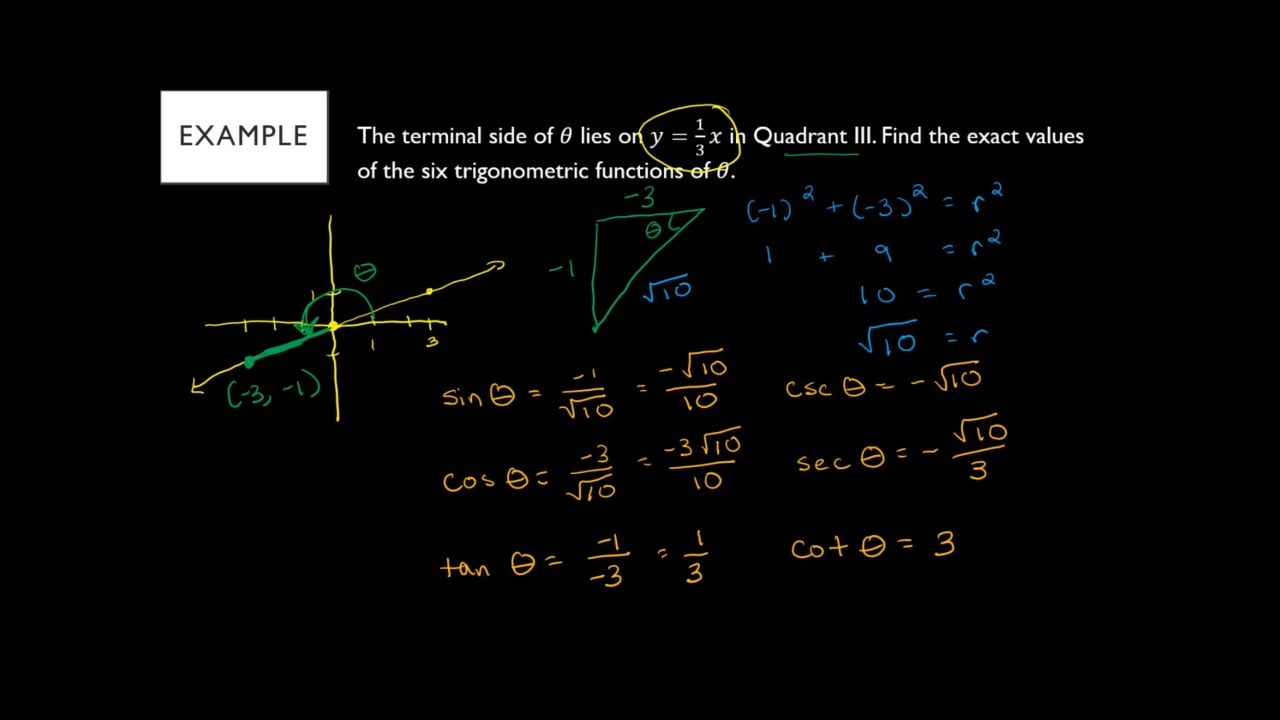 EXAMPLE
The terminal side of θ lies on y = 1/3 x in Quadrant III. Find the exact values
of the six trigonometric functions of θ.
-3
θ
-1
√10
(-1)² + (-3)² = r²
1 + 9 = r²
10 = r²
√10 = r
θ
1
1
3
(-3, -1)
sin θ = -1/√10 = -√10/10
csc θ = -√10
cos θ = -3/√10 = -3√10/10
sec θ = - √10/3
tan θ = -1/-3 = 1/3
cot θ = 3